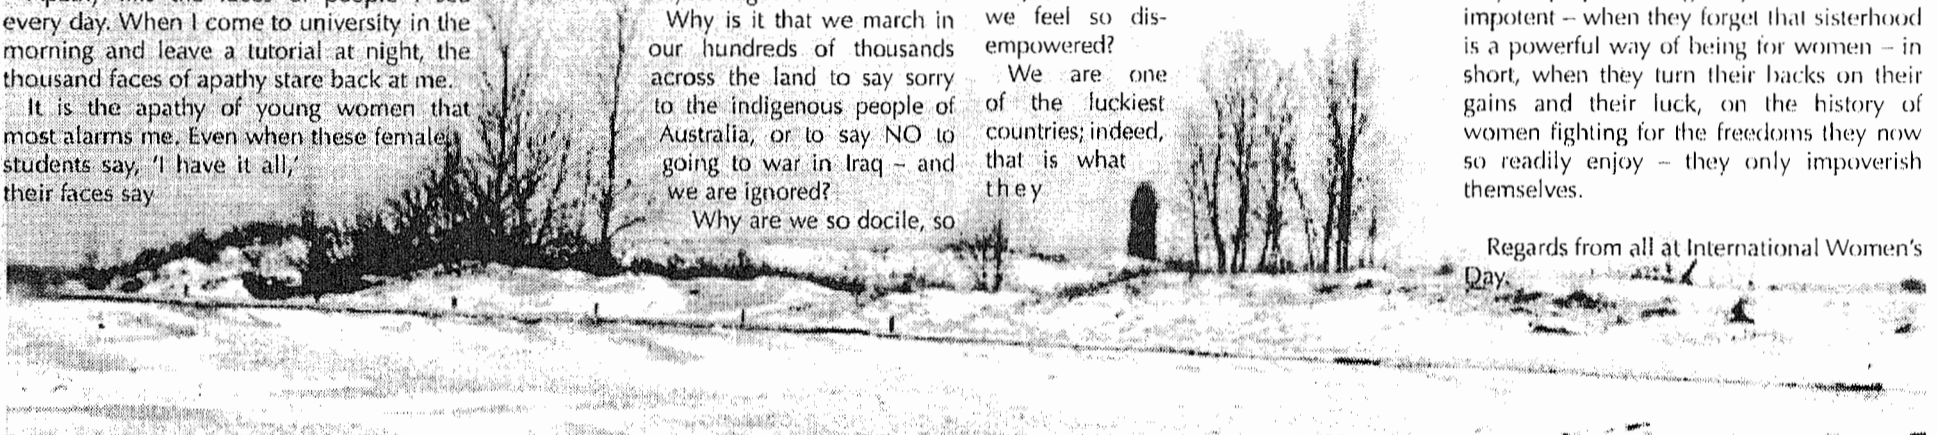 every day. When I come to university in the
morning and leave a tutorial at night, the
thousand faces of apathy stare back at me.
It is the apathy of young women that
most alarms me. Even when these female
students say, 'I have it all,'
their faces say
Why is it that we march in
our hundreds of thousands
across the land to say sorry
to the indigenous people of
Australia, or to say NO to
going to war in Iraq – and
we are ignored?
Why are we so docile, so
we feel so dis-
empowered?
We are one
of the luckiest
countries; indeed,
that is what
they
impotent – when they forget that sisterhood
is a powerful way of being for women – in
short, when they turn their backs on their
gains and their luck, on the history of
women fighting for the freedoms they now
so readily enjoy – they only impoverish
themselves.
Regards from all at International Women's
Day.